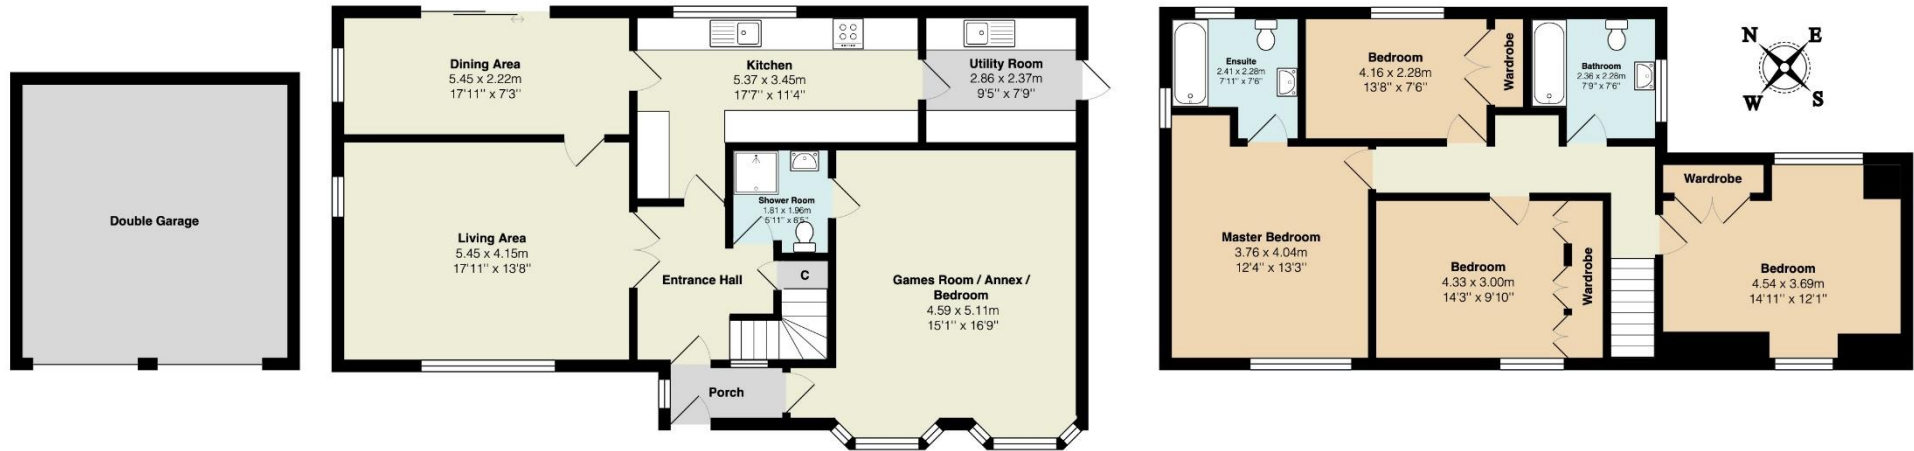 Double Garage
Dining Area
5.45 x 2.22m
17'11" x 7'3"
Living Area
5.45 x 4.15m
17'11" x 13'8"
Kitchen
5.37 x 3.45m
17'7" x 11'4"
Utility Room
2.86 x 2.37m
9'5" x 7'9"
Shower Room
1.81 x 1.96m
5'11" x 6'5"
Entrance Hall
C
Porch
Games Room / Annex /
Bedroom
4.59 x 5.11m
15'1" x 16'9"
Ensuite
2.41 x 2.28m
7'11" x 7'6"
Bedroom
4.16 x 2.28m
13'8" x 7'6"
Wardrobe
Bathroom
2.36 x 2.28m
7'9" x 7'6"
Master Bedroom
3.76 x 4.04m
12'4" x 13'3"
Bedroom
4.33 x 3.00m
14'3" x 9'10"
Wardrobe
Wardrobe
Bedroom
4.54 x 3.69m
14'11" x 12'1"
N E
W S